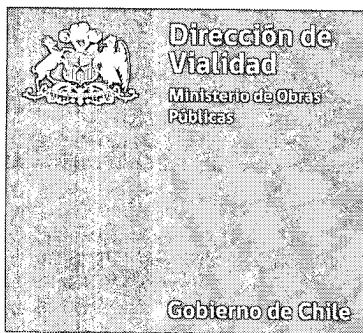 Dirección de
Vialidad
Ministerio de Obras
Públicas
Gobierno de Chile